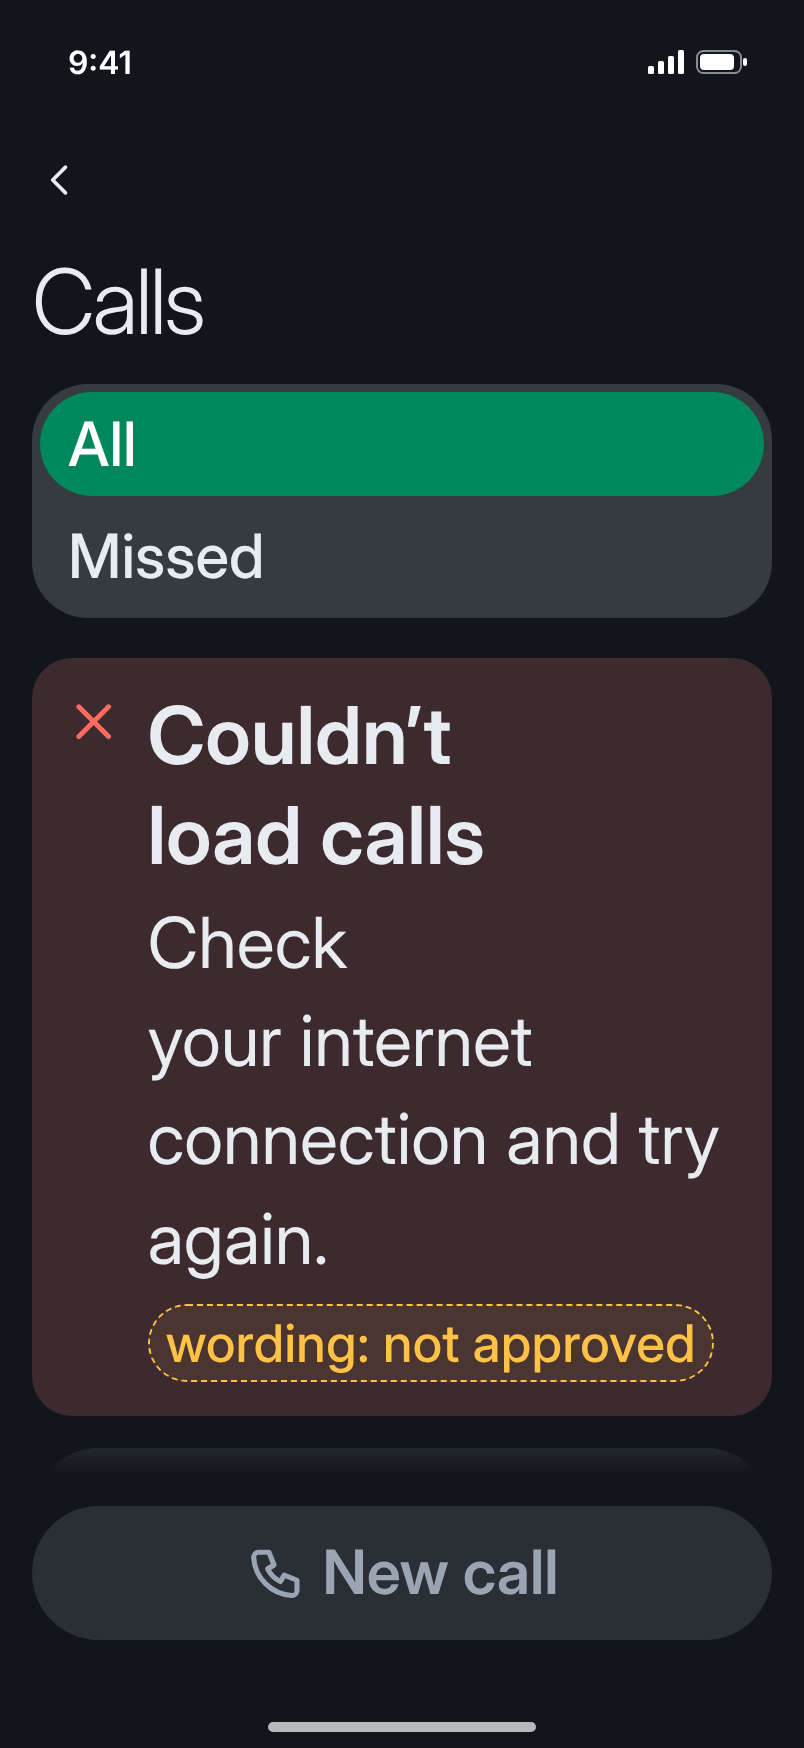 9:41
Calls
All
Missed
Couldn’t
load calls
Check
your internet
connection and try
again.
wording: not approved
New call